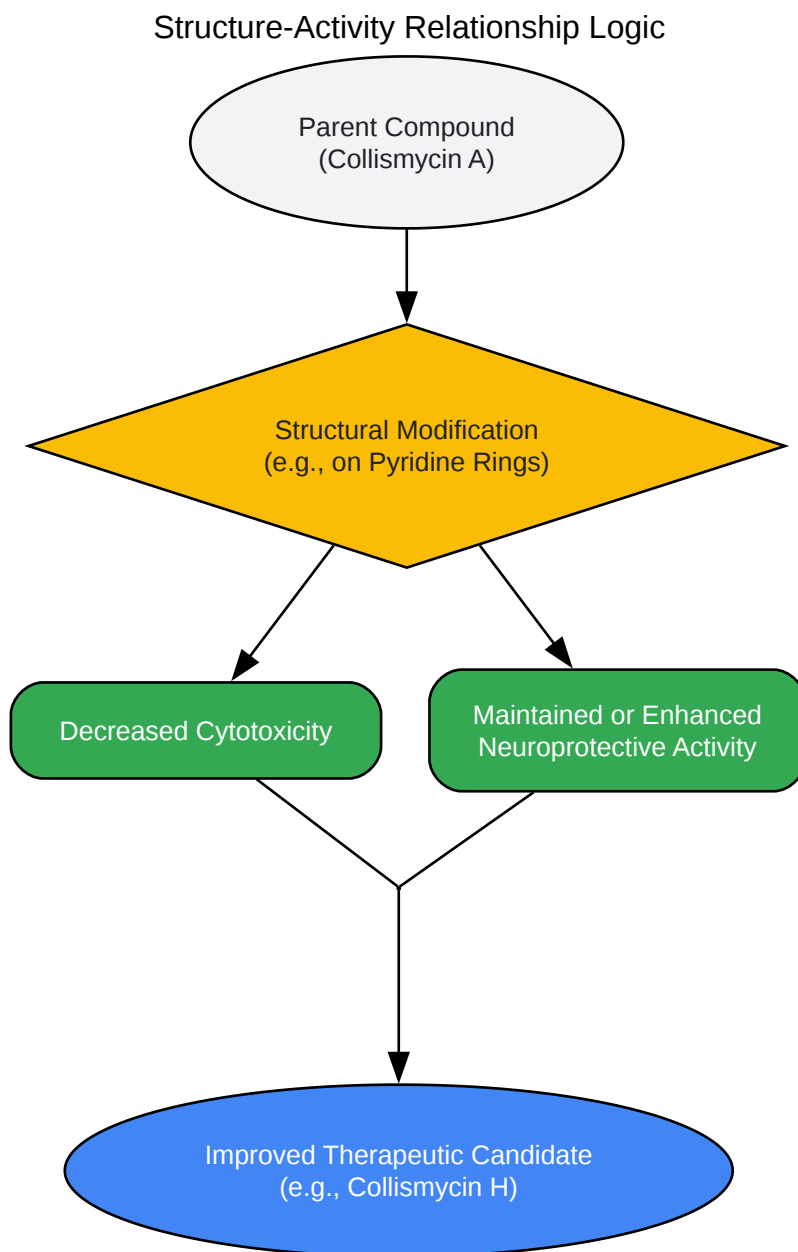 Structure-Activity Relationship Logic
Parent Compound
(Collismycin A)
Structural Modification
(e.g., on Pyridine Rings)
Decreased Cytotoxicity
Maintained or Enhanced
Neuroprotective Activity
Improved Therapeutic Candidate
(e.g., Collismycin H)